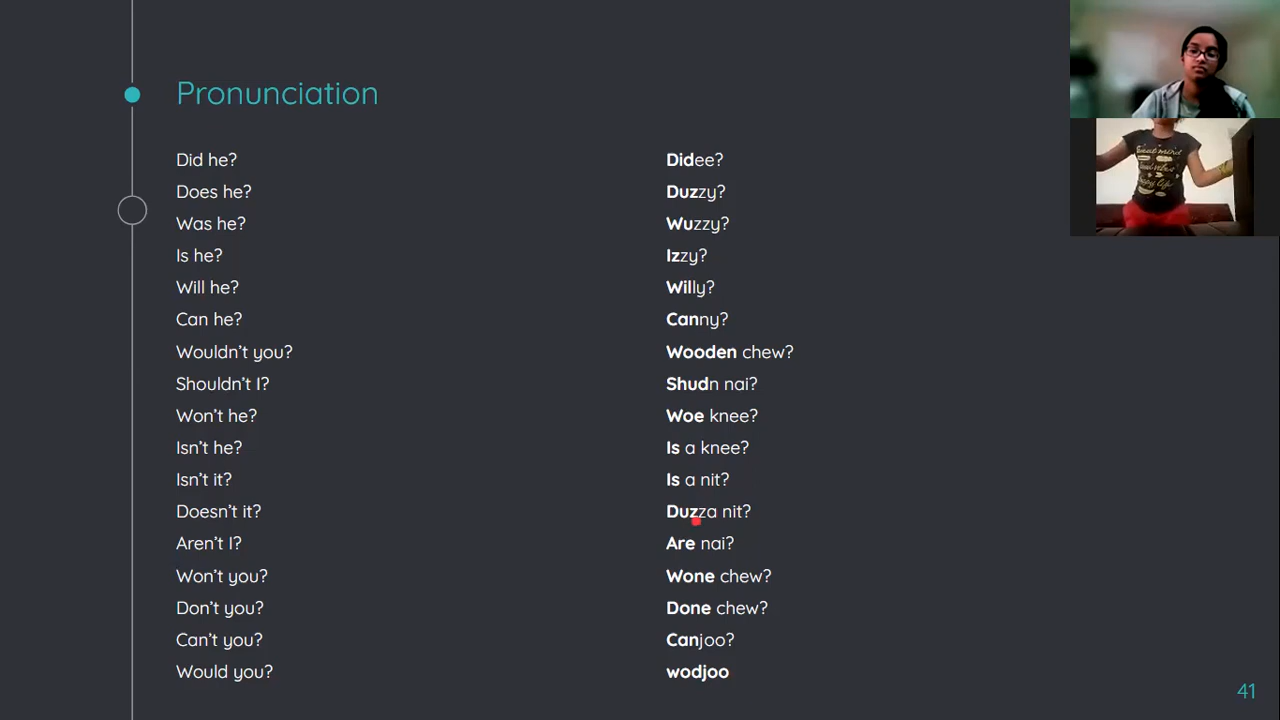 Pronunciation
Did he? Didee?
Does he? Duzzy?
Was he? Wuzzy?
Is he? Izzy?
Will he? Willy?
Can he? Canny?
Wouldn't you? Wooden chew?
Shouldn't I? Shudn nai?
Won't he? Woe knee?
Isn't he? Is a knee?
Isn't it? Is a nit?
Doesn't it? Duzza nit?
Aren't I? Are nai?
Won't you? Wone chew?
Don't you? Done chew?
Can't you? Canjoo?
Would you? wodjoo
41